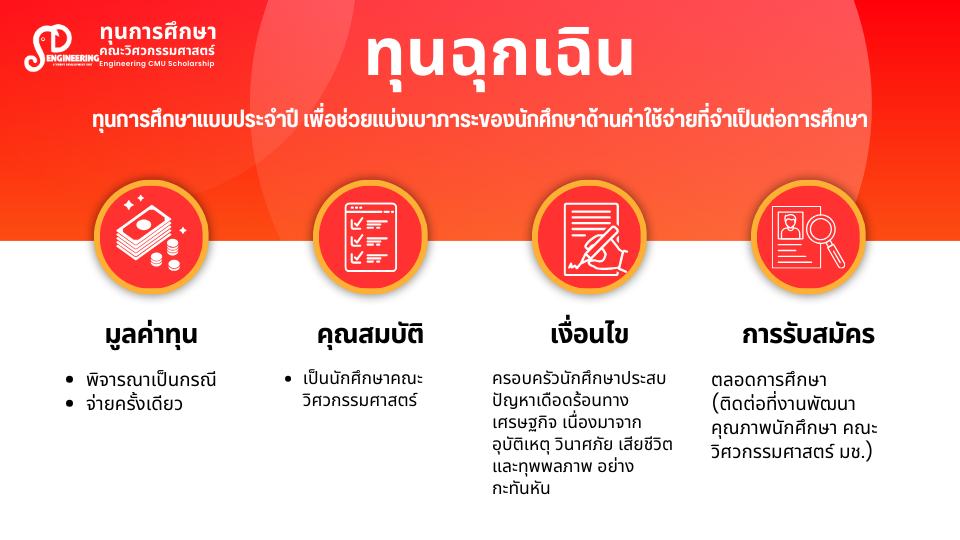 SD
ENGINEERING
STUDENT DEVELOPMENT UNIT
ทุนการศึกษา
คณะวิศวกรรมศาสตร์
Engineering CMU Scholarship
ทุนฉุกเฉิน
ทุนการศึกษาแบบประจำปี เพื่อช่วยแบ่งเบาภาระของนักศึกษาด้านค่าใช้จ่ายที่จำเป็นต่อการศึกษา
มูลค่าทุน
• พิจารณาเป็นกรณี
• จ่ายครั้งเดียว
คุณสมบัติ
• เป็นนักศึกษาคณะ
วิศวกรรมศาสตร์
เงื่อนไข
ครอบครัวนักศึกษาประสบ
ปัญหาเดือดร้อนทาง
เศรษฐกิจ เนื่องมาจาก
อุบัติเหตุ วินาศภัย เสียชีวิต
และทุพพลภาพ อย่าง
กะทันหัน
การรับสมัคร
ตลอดการศึกษา
(ติดต่อที่งานพัฒนา
คุณภาพนักศึกษา คณะ
วิศวกรรมศาสตร์ มช.)